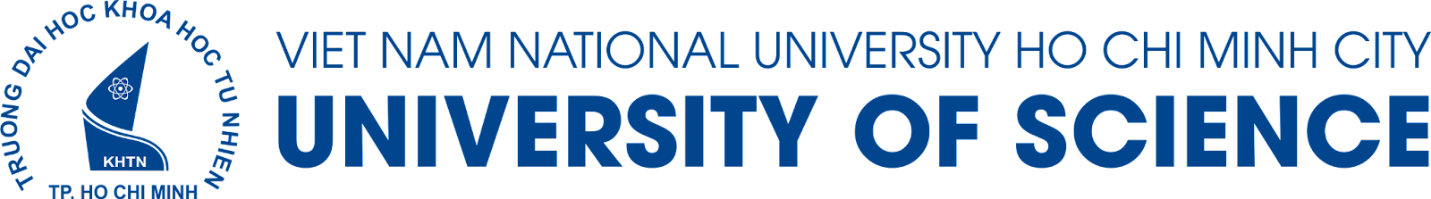 TRUONG DAI HOC KHOA HOC TU NHIEN
KHTN
TP. HO CHI MINH
VIET NAM NATIONAL UNIVERSITY HO CHI MINH CITY
UNIVERSITY OF SCIENCE